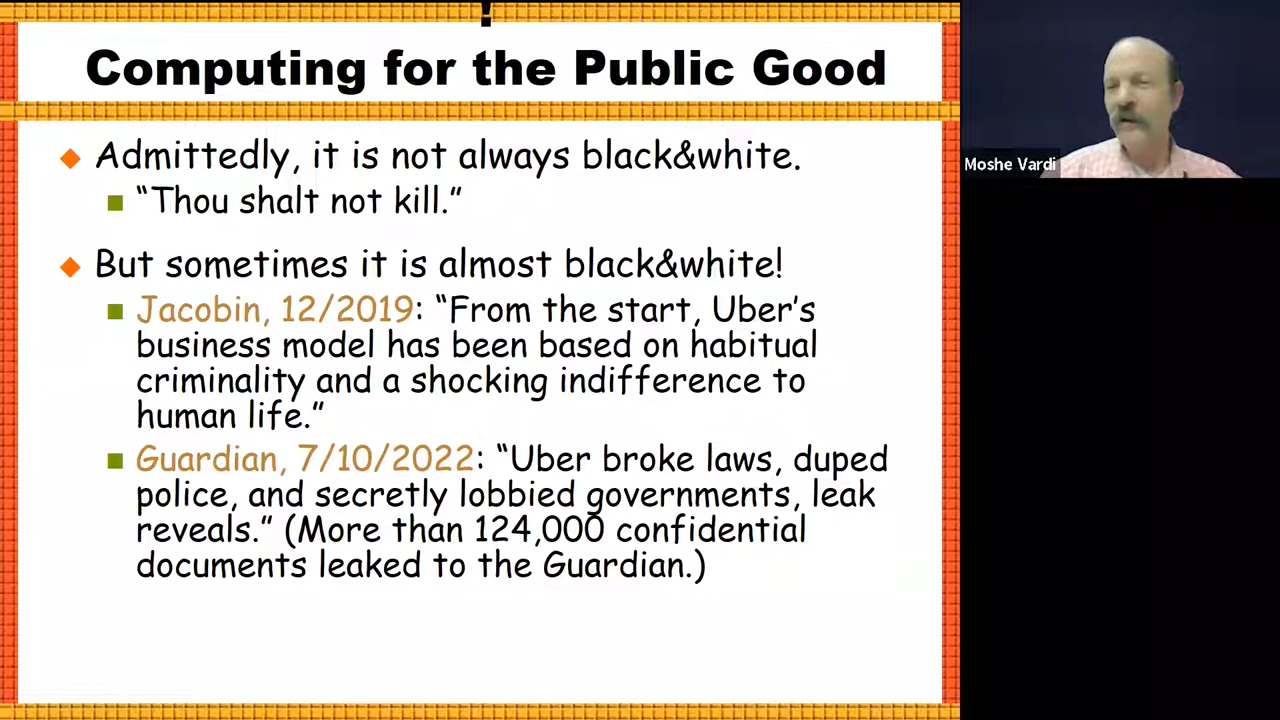 !
Computing for the Public Good
Admittedly, it is not always black&white.
“Thou shalt not kill.”
But sometimes it is almost black&white!
Jacobin, 12/2019: “From the start, Uber’s
business model has been based on habitual
criminality and a shocking indifference to
human life.”
Guardian, 7/10/2022: “Uber broke laws, duped
police, and secretly lobbied governments, leak
reveals.” (More than 124,000 confidential
documents leaked to the Guardian.)
Moshe Vardi